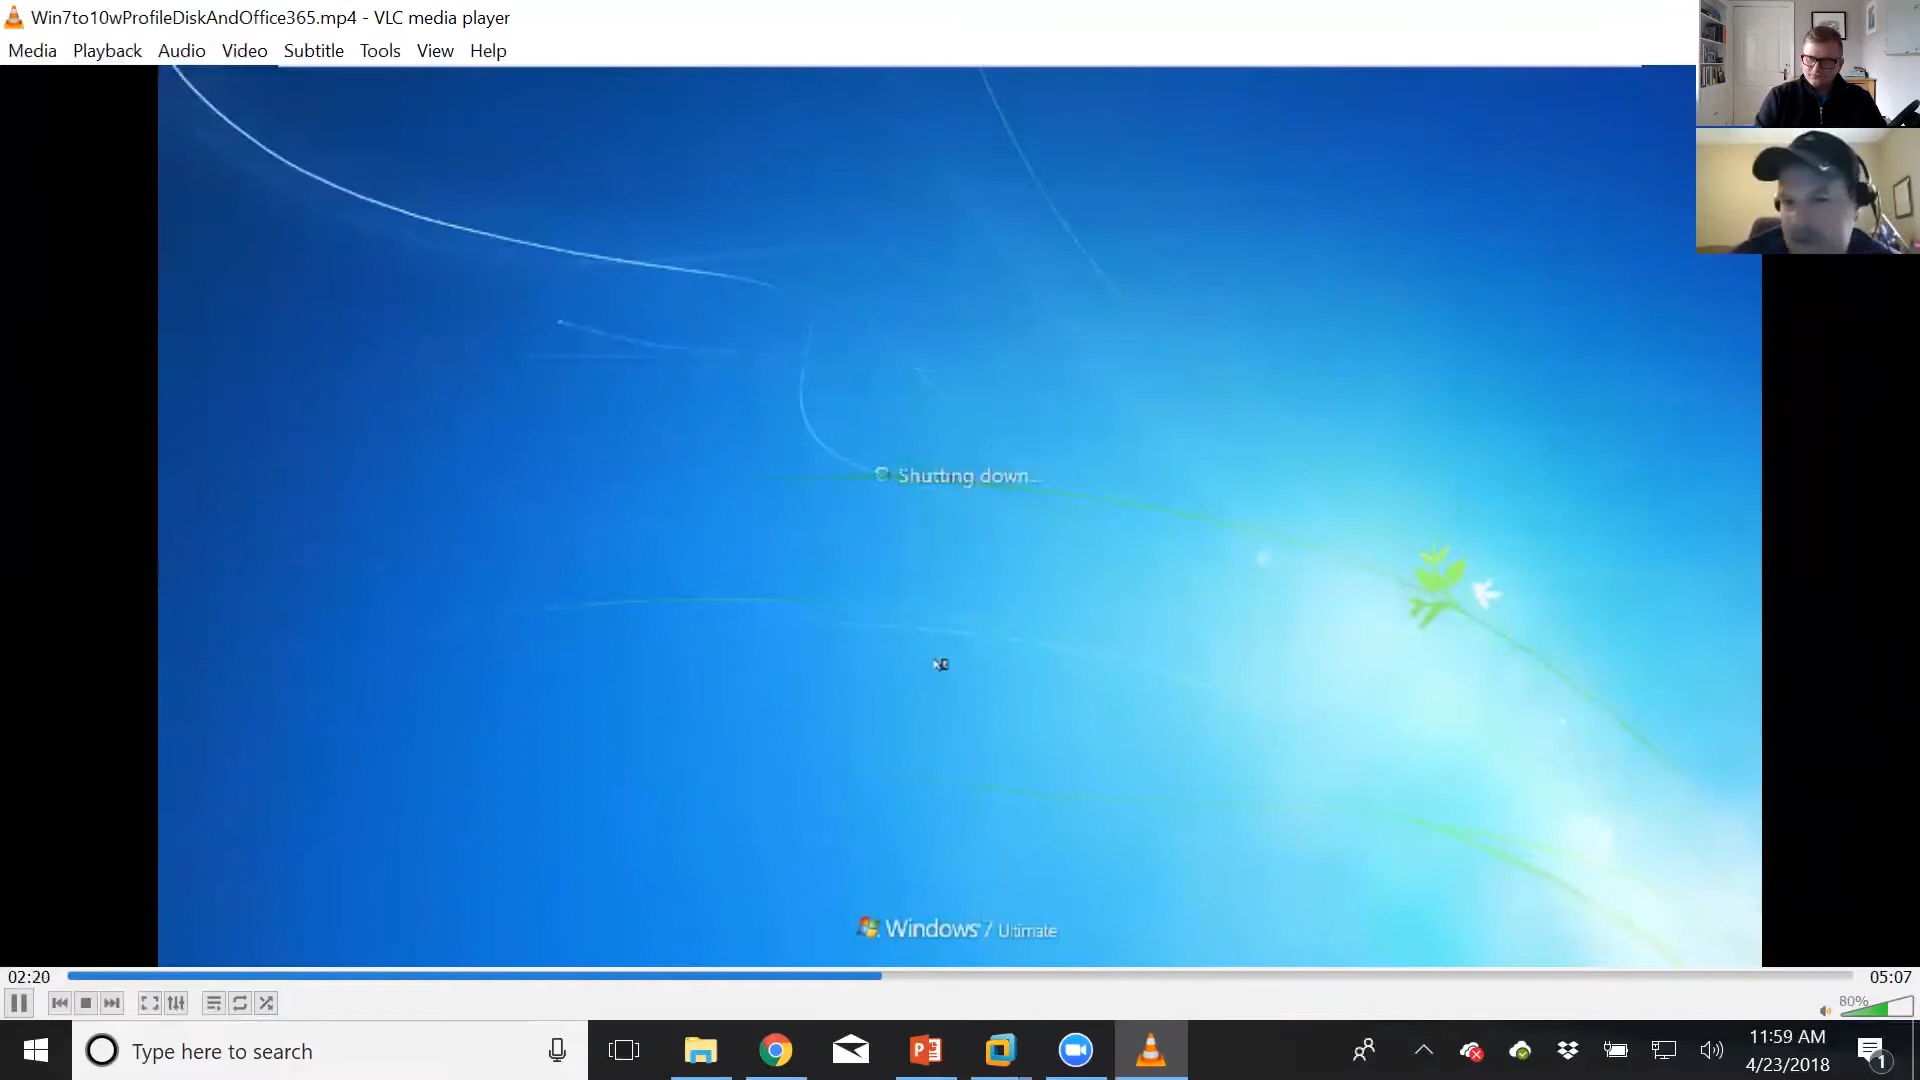 Win7to10wProfileDiskAndOffice365.mp4 - VLC media player
Media Playback Audio Video Subtitle Tools View Help
Shutting down...
Windows 7 Ultimate
02:20
05:07
80%
Type here to search
11:59 AM
4/23/2018
1